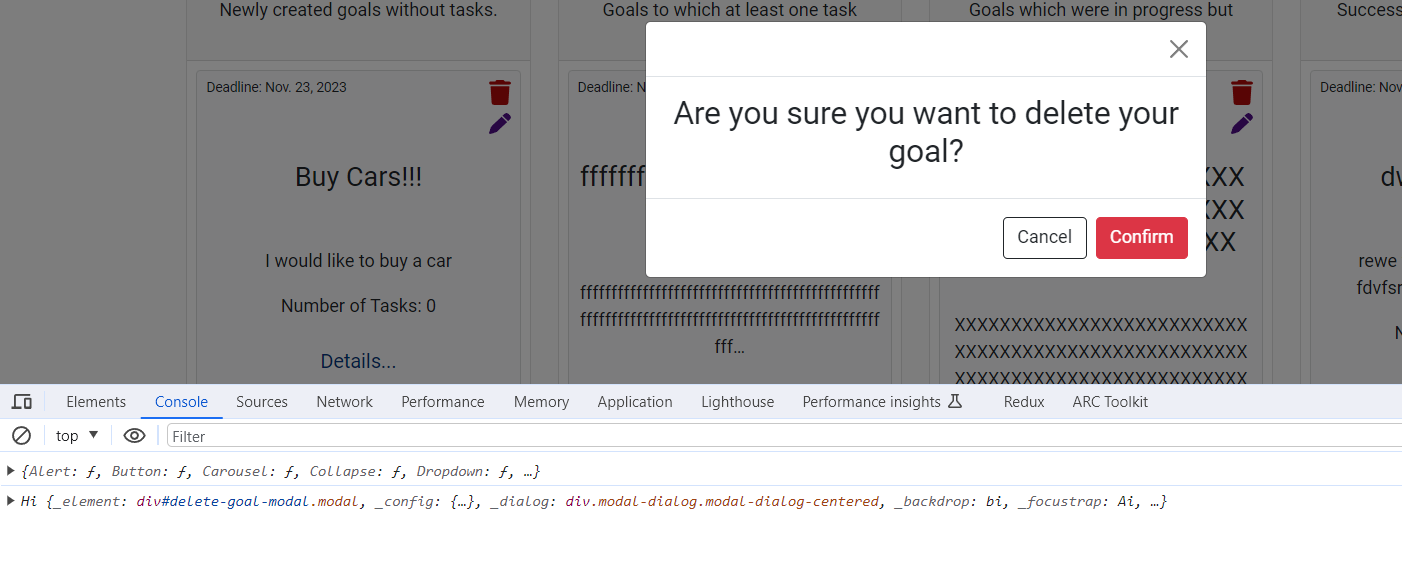 Newly created goals without tasks.
Goals to which at least one task
Goals which were in progress but
Success
Deadline: Nov. 23, 2023
Deadline: N
Deadline: Nov
Are you sure you want to delete your
goal?
Cancel
Confirm
Buy Cars!!!
I would like to buy a car
Number of Tasks: 0
Details...
fffffff
ffffffffffffffffffffffffffffffffffffffffffffffff
ffffffffffffffffffffffffffffffffffffffffffffffff
fff...
XXX
XXX
XX
XXXXXXXXXXXXXXXXXXXXXXXXXX
XXXXXXXXXXXXXXXXXXXXXXXXXX
XXXXXXXXXXXXXXXXXXXXXXXXXX
dw
rewe
fdvfsr
N
Elements Console Sources Network Performance Memory Application Lighthouse Performance insights Redux ARC Toolkit
top Filter
{Alert: ƒ, Button: ƒ, Carousel: ƒ, Collapse: ƒ, Dropdown: ƒ, …}
Hi {_element: div#delete-goal-modal.modal, _config: {…}, _dialog: div.modal-dialog.modal-dialog-centered, _backdrop: bi, _focustrap: Ai, …}